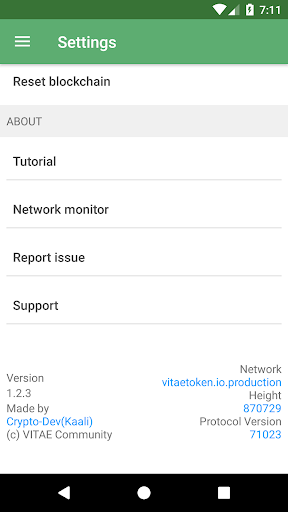 7:11
Settings
Reset blockchain
ABOUT
Tutorial
Network monitor
Report issue
Support
Version
1.2.3
Made by
Crypto-Dev(Kaali)
(c) VITAE Community
Network
vitaetoken.io.production
Height
870729
Protocol Version
71023